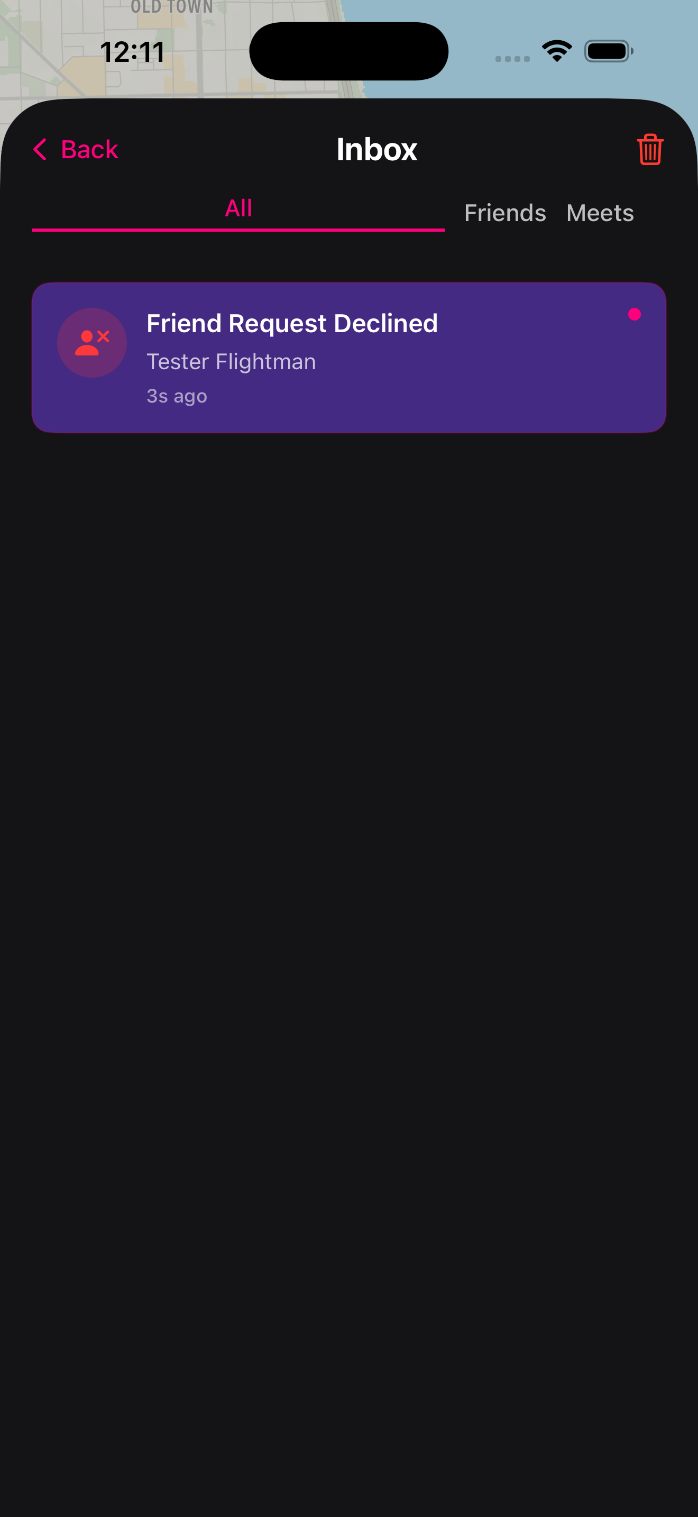 OLD TOWN
12:11
Back
Inbox
All
Friends
Meets
Friend Request Declined
Tester Flightman
3s ago